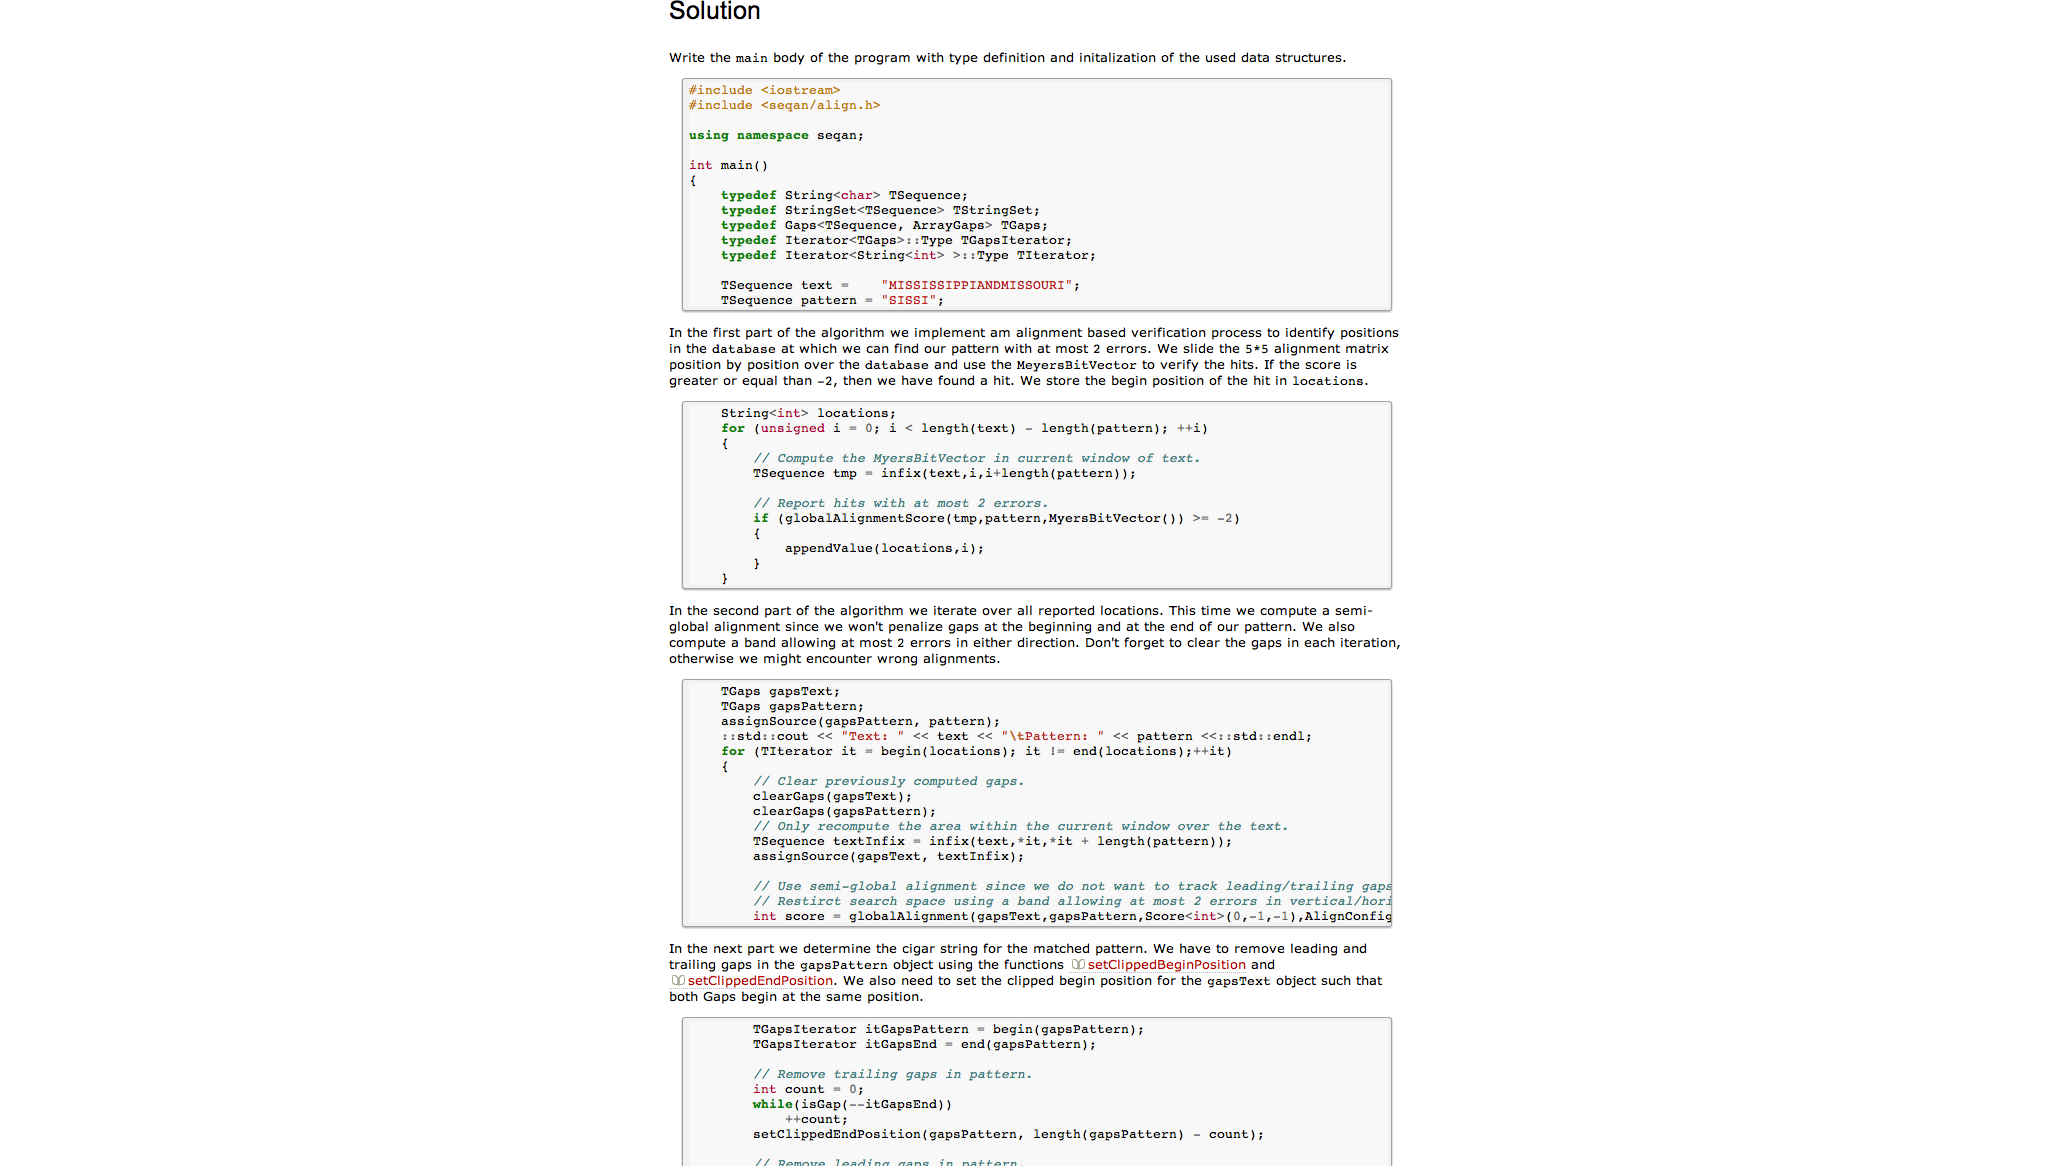 Solution
Write the main body of the program with type definition and initalization of the used data structures.
#include <iostream>
#include <seqan/align.h>
using namespace seqan;
int main()
{
typedef String<char> TSequence;
typedef StringSet<TSequence> TStringSet;
typedef Gaps<TSequence, ArrayGaps> TGaps;
typedef Iterator<TGaps>::Type TGapsIterator;
typedef Iterator<String<int> >::Type TIterator;
TSequence text =    "MISSISSIPPIANDMISSOURI";
TSequence pattern = "SISSI";
In the first part of the algorithm we implement am alignment based verification process to identify positions
in the database at which we can find our pattern with at most 2 errors. We slide the 5*5 alignment matrix
position by position over the database and use the MeyersBitVector to verify the hits. If the score is
greater or equal than -2, then we have found a hit. We store the begin position of the hit in locations.
String<int> locations;
for (unsigned i = 0; i < length(text) - length(pattern); ++i)
{
// Compute the MyersBitVector in current window of text.
TSequence tmp = infix(text,i,i+length(pattern));
// Report hits with at most 2 errors.
if (globalAlignmentScore(tmp,pattern,MyersBitVector()) >= -2)
{
appendValue(locations,i);
}
}
In the second part of the algorithm we iterate over all reported locations. This time we compute a semi-
global alignment since we won't penalize gaps at the beginning and at the end of our pattern. We also
compute a band allowing at most 2 errors in either direction. Don't forget to clear the gaps in each iteration,
otherwise we might encounter wrong alignments.
TGaps gapsText;
TGaps gapsPattern;
assignSource(gapsPattern, pattern);
::std::cout << "Text: " << text << "\tPattern: " << pattern <<::std::endl;
for (TIterator it = begin(locations); it != end(locations);++it)
{
// Clear previously computed gaps.
clearGaps(gapsText);
clearGaps(gapsPattern);
// Only recompute the area within the current window over the text.
TSequence textInfix = infix(text,*it,*it + length(pattern));
assignSource(gapsText, textInfix);
// Use semi-global alignment since we do not want to track leading/trailing gaps
// Restirct search space using a band allowing at most 2 errors in vertical/hori
int score = globalAlignment(gapsText,gapsPattern,Score<int>(0,-1,-1),AlignConfig
In the next part we determine the cigar string for the matched pattern. We have to remove leading and
trailing gaps in the gapsPattern object using the functions setClippedBeginPosition and
setClippedEndPosition. We also need to set the clipped begin position for the gapsText object such that
both Gaps begin at the same position.
TGapsIterator itGapsPattern = begin(gapsPattern);
TGapsIterator itGapsEnd = end(gapsPattern);
// Remove trailing gaps in pattern.
int count = 0;
while(isGap(--itGapsEnd))
++count;
setClippedEndPosition(gapsPattern, length(gapsPattern) - count);
// Remove leading gaps in pattern.